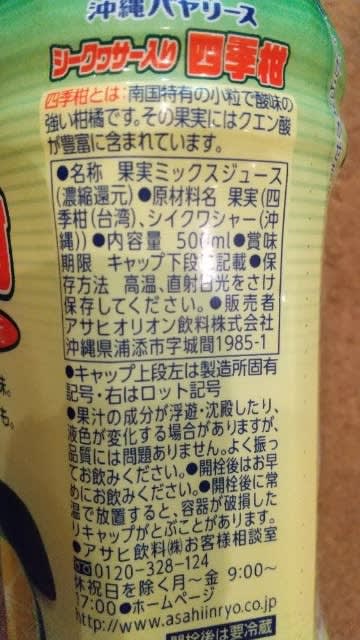 沖縄バヤリース
シークヮサー入り 四季柑
四季柑とは:南国特有の小粒で酸味の
強い柑橘です。その果実にはクエン酸
が豊富に含まれています。
●名称 果実ミックスジュース
(濃縮還元)●原材料名 果実(四
季柑(台湾)、シイクワシャー(沖
縄))●内容量 500ml●賞味
期限 キャップ下段に記載●保
存方法 高温、直射日光をさけ
保存してください。●販売者
アサヒオリオン飲料株式会社
沖縄県浦添市字城間1985-1
●キャップ上段左は製造所固有
記号・右はロット記号
●果汁の成分が浮遊・沈殿したり、
液色が変化する場合がありますが、
品質には問題ありません。よく振っ
てお飲みください。●開栓後はお早
めにお飲みください。●開栓後に常
温で放置すると、容器が破損した
りキャップがとぶことがあります。
●アサヒ飲料㈱お客様相談室
0120-328-124
休祝日を除く月〜金 9:00〜
17:00●ホームページ
http://www.asahiinryo.co.jp
開栓後は要冷蔵
味。
も。